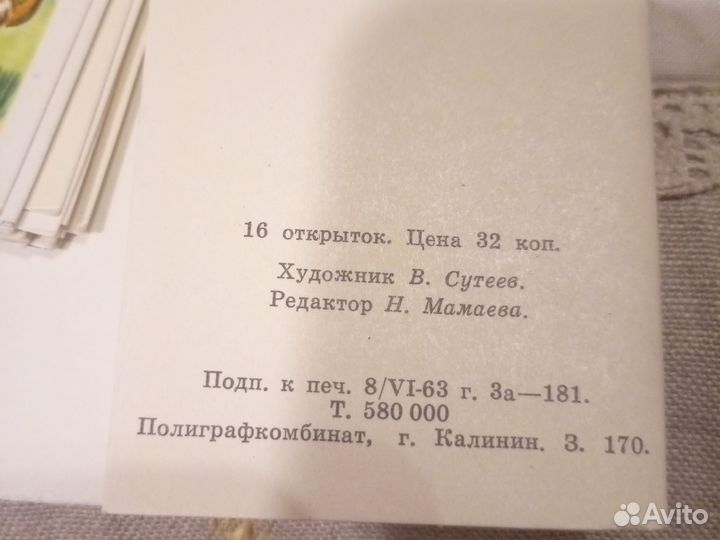 16 открыток. Цена 32 коп.
Художник В. Сутеев.
Редактор Н. Мамаева.
Подп. к печ. 8/VI-63 г. За—181.
Т. 580 000
Полиграфкомбинат, г. Калинин. З. 170.
Avito